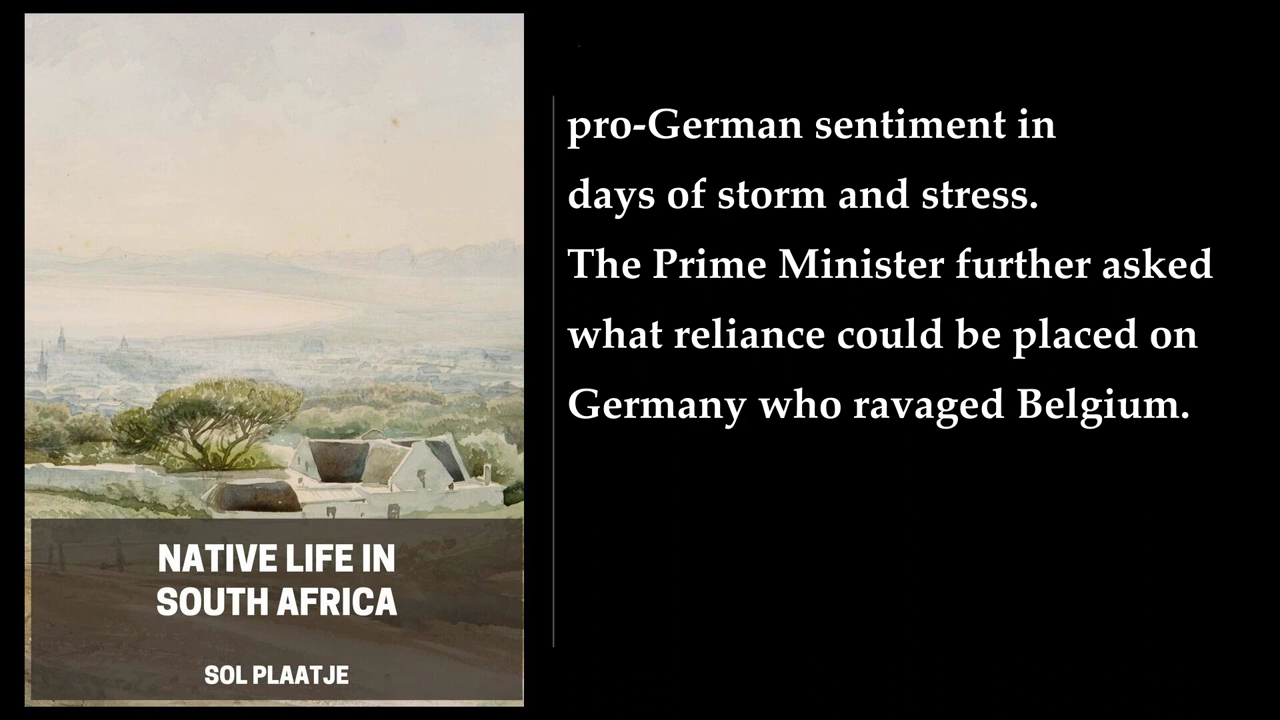 NATIVE LIFE IN
SOUTH AFRICA
SOL PLAATJE
pro-German sentiment in
days of storm and stress.
The Prime Minister further asked
what reliance could be placed on
Germany who ravaged Belgium.